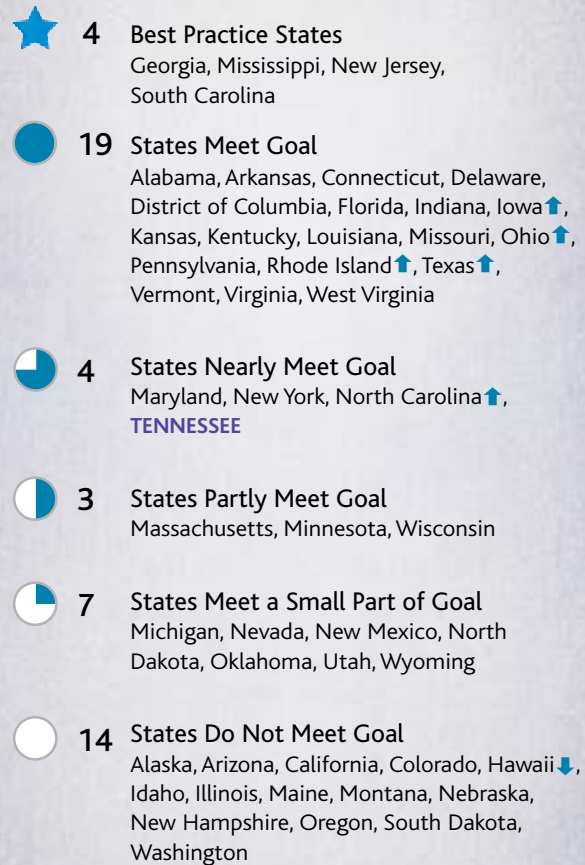 4 Best Practice States
Georgia, Mississippi, New Jersey,
South Carolina
19 States Meet Goal
Alabama, Arkansas, Connecticut, Delaware,
District of Columbia, Florida, Indiana, Iowa⬆,
Kansas, Kentucky, Louisiana, Missouri, Ohio⬆,
Pennsylvania, Rhode Island⬆, Texas⬆,
Vermont, Virginia, West Virginia
4 States Nearly Meet Goal
Maryland, New York, North Carolina⬆,
TENNESSEE
3 States Partly Meet Goal
Massachusetts, Minnesota, Wisconsin
7 States Meet a Small Part of Goal
Michigan, Nevada, New Mexico, North
Dakota, Oklahoma, Utah, Wyoming
14 States Do Not Meet Goal
Alaska, Arizona, California, Colorado, Hawaii⬇,
Idaho, Illinois, Maine, Montana, Nebraska,
New Hampshire, Oregon, South Dakota,
Washington